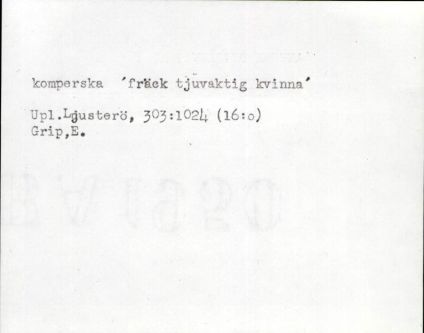 komperska ´fräck tjuvaktig kvinna´
Upl.Ljusterö, 303:1024 (16:o)
Grip,E.